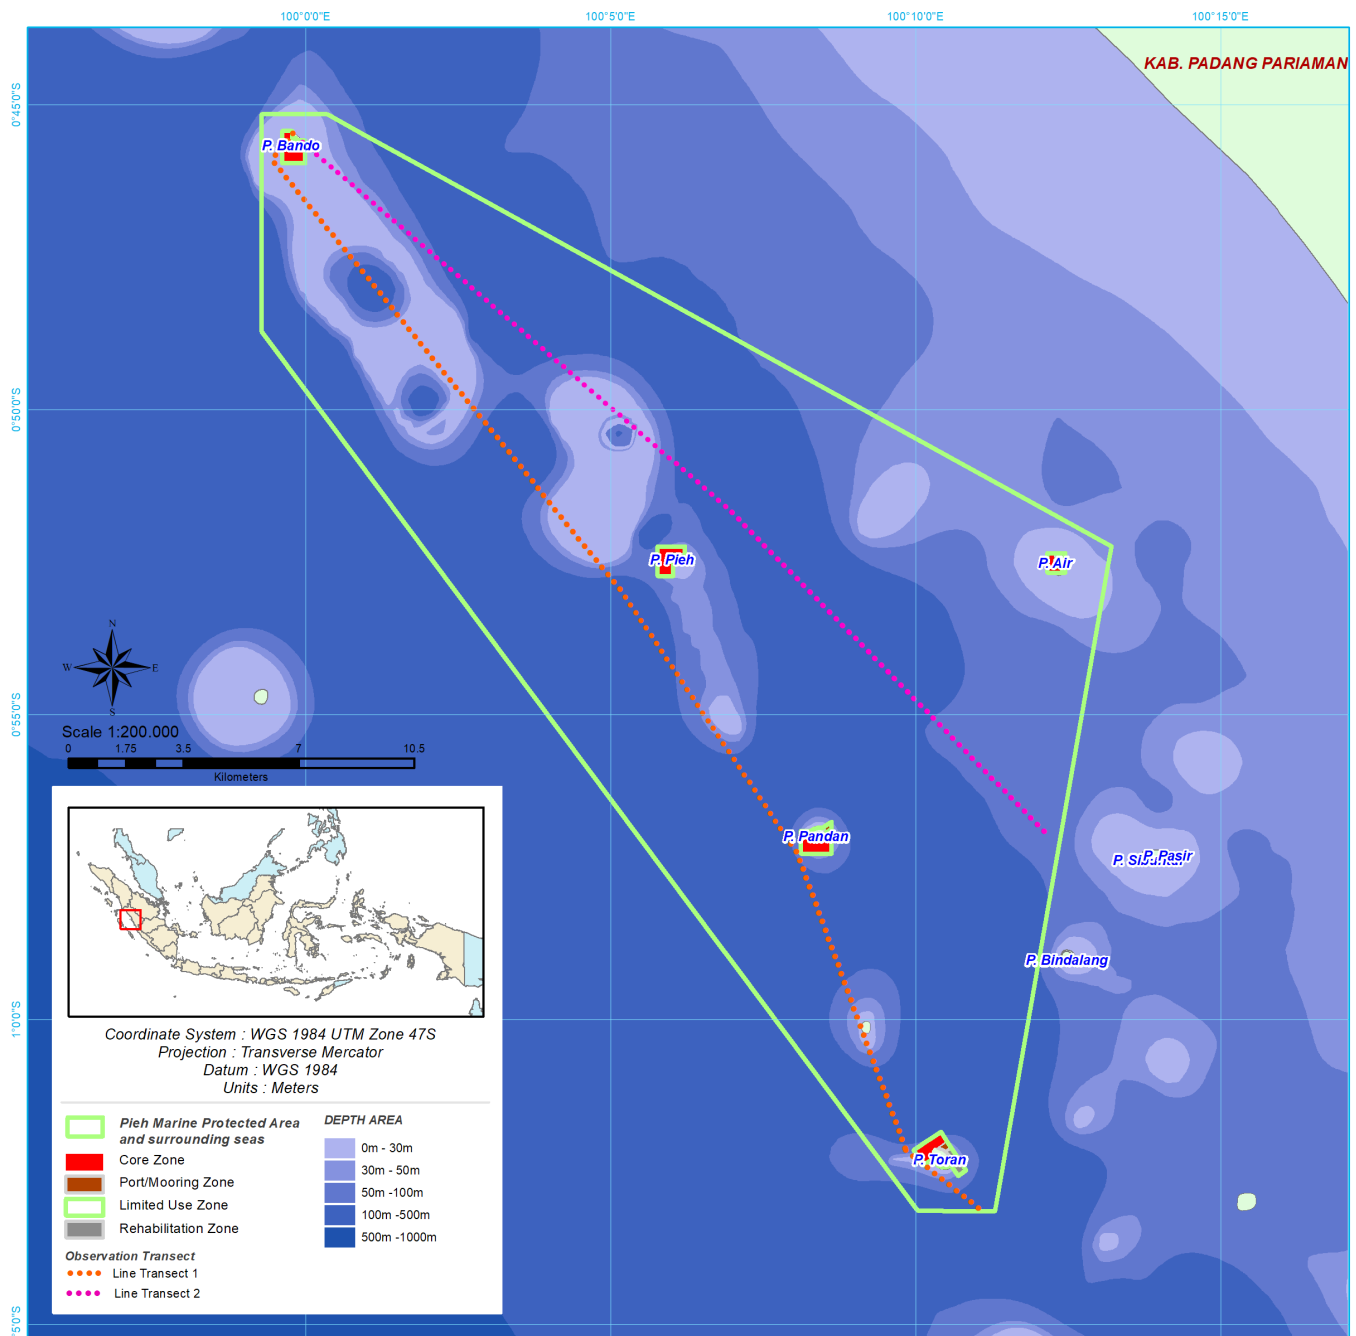 100°0'0"E
100°5'0"E
100°10'0"E
100°15'0"E
KAB. PADANG PARIAMAN
0°45'0"S
P. Bando
0°50'0"S
P. Pieh
P. Air
N
W
E
S
0°55'0"S
Scale 1:200.000
0 1.75 3.5 7 10.5
Kilometers
P. Pandan
P. Pasir
P. Bindalang
1°0'0"S
P. Toran
Coordinate System : WGS 1984 UTM Zone 47S
Projection : Transverse Mercator
Datum : WGS 1984
Units : Meters
Pieh Marine Protected Area
and surrounding seas
Core Zone
Port/Mooring Zone
Limited Use Zone
Rehabilitation Zone
DEPTH AREA
0m - 30m
30m - 50m
50m -100m
100m -500m
500m -1000m
Observation Transect
Line Transect 1
Line Transect 2
5'0"S